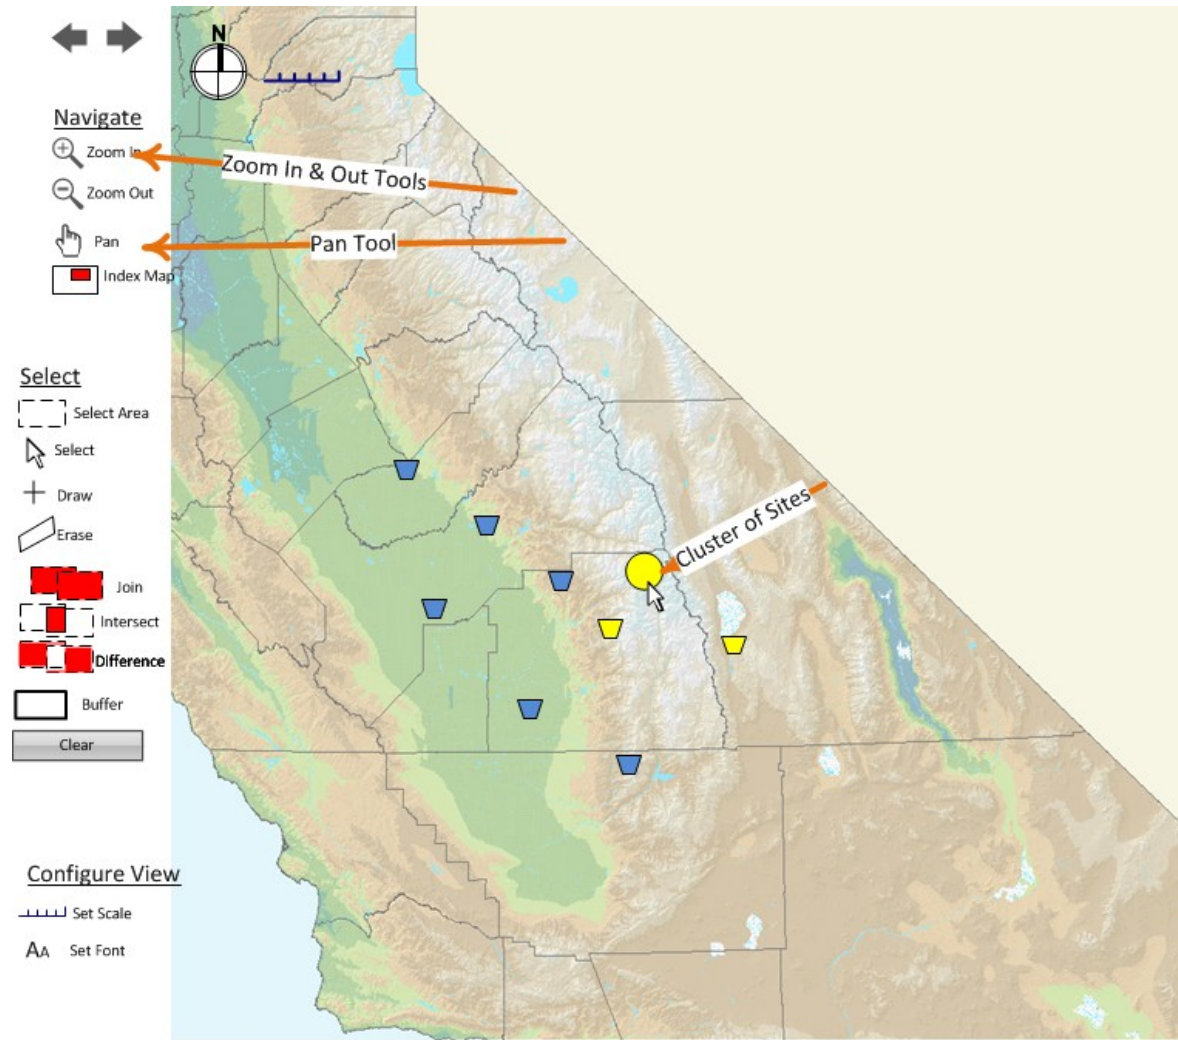 N
Navigate
Zoom In
Zoom In & Out Tools
Zoom Out
Pan
Pan Tool
Index Map
Select
Select Area
Select
Draw
Cluster of Sites
Erase
Join
Intersect
Difference
Buffer
Clear
Configure View
Set Scale
AA Set Font